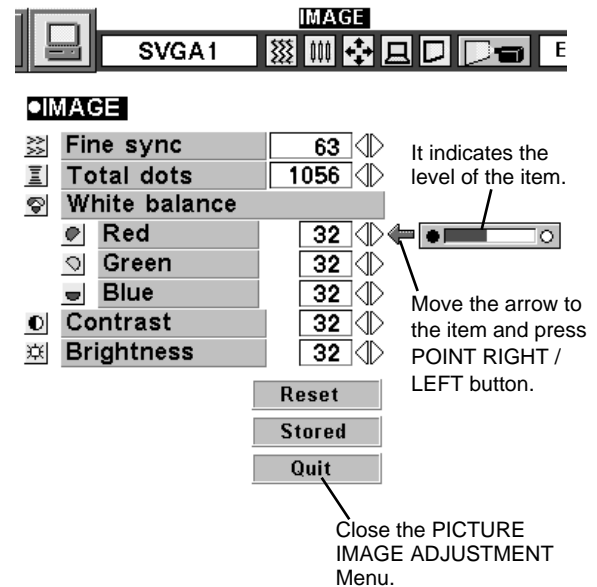 IMAGE
SVGA1
E
●IMAGE
Fine sync 63
Total dots 1056
White balance
Red 32
Green 32
Blue 32
Contrast 32
Brightness 32
It indicates the
level of the item.
Move the arrow to
the item and press
POINT RIGHT /
LEFT button.
Reset
Stored
Quit
Close the PICTURE
IMAGE ADJUSTMENT
Menu.